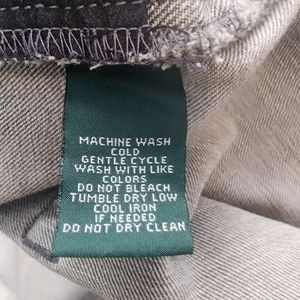 MACHINE WASH
COLD
GENTLE CYCLE
WASH WITH LIKE
COLORS
DO NOT BLEACH
TUMBLE DRY LOW
COOL IRON
IF NEEDED
DO NOT DRY CLEAN